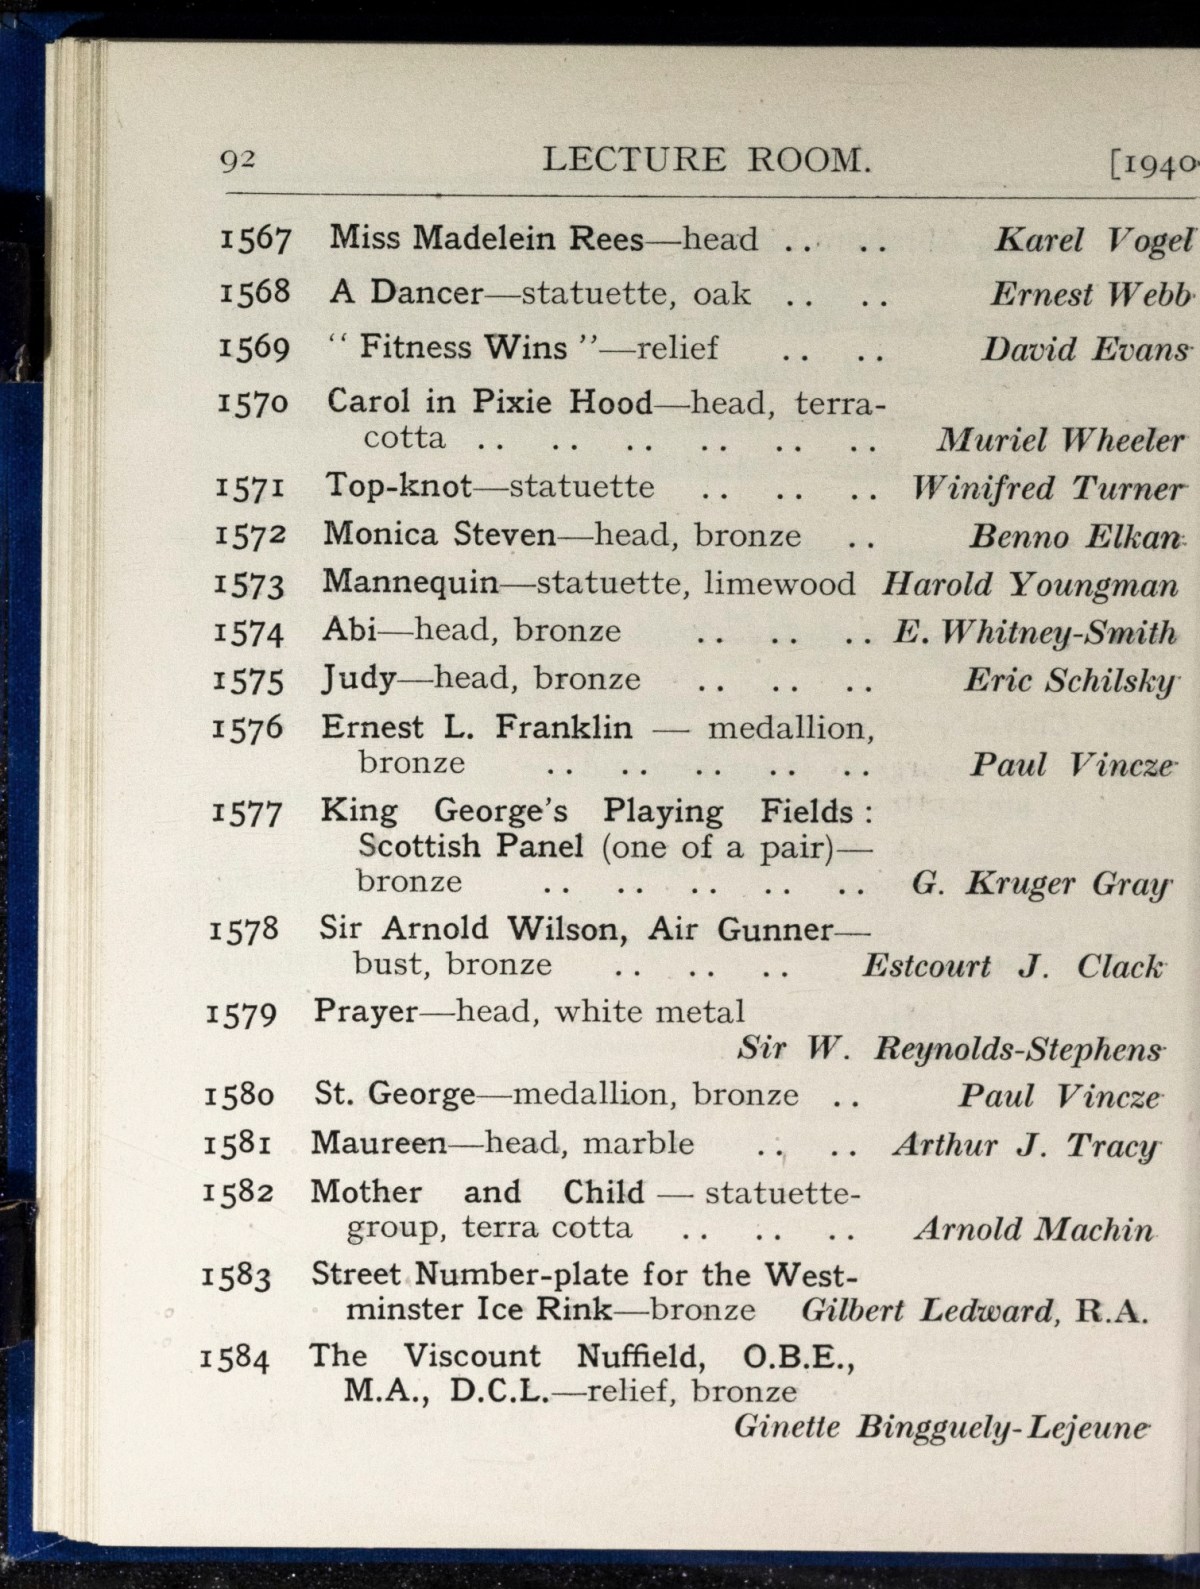 92 LECTURE ROOM. [1940
1567 Miss Madelein Rees—head .. .. Karel Vogel
1568 A Dancer—statuette, oak .. .. Ernest Webb
1569 “ Fitness Wins ”—relief .. .. David Evans
1570 Carol in Pixie Hood—head, terra-
cotta .. .. .. .. .. .. Muriel Wheeler
1571 Top-knot—statuette .. .. .. Winifred Turner
1572 Monica Steven—head, bronze .. Benno Elkan
1573 Mannequin—statuette, limewood Harold Youngman
1574 Abi—head, bronze .. .. .. E. Whitney-Smith
1575 Judy—head, bronze .. .. .. Eric Schilsky
1576 Ernest L. Franklin — medallion,
bronze .. .. .. .. .. Paul Vincze
1577 King George’s Playing Fields :
Scottish Panel (one of a pair)—
bronze .. .. .. .. .. G. Kruger Gray
1578 Sir Arnold Wilson, Air Gunner—
bust, bronze .. .. .. Estcourt J. Clack
1579 Prayer—head, white metal
Sir W. Reynolds-Stephens
1580 St. George—medallion, bronze .. Paul Vincze
1581 Maureen—head, marble .. .. Arthur J. Tracy
1582 Mother and Child — statuette-
group, terra cotta .. .. .. Arnold Machin
1583 Street Number-plate for the West-
minster Ice Rink—bronze Gilbert Ledward, R.A.
1584 The Viscount Nuffield, O.B.E.,
M.A., D.C.L.—relief, bronze
Ginette Bingguely-Lejeune